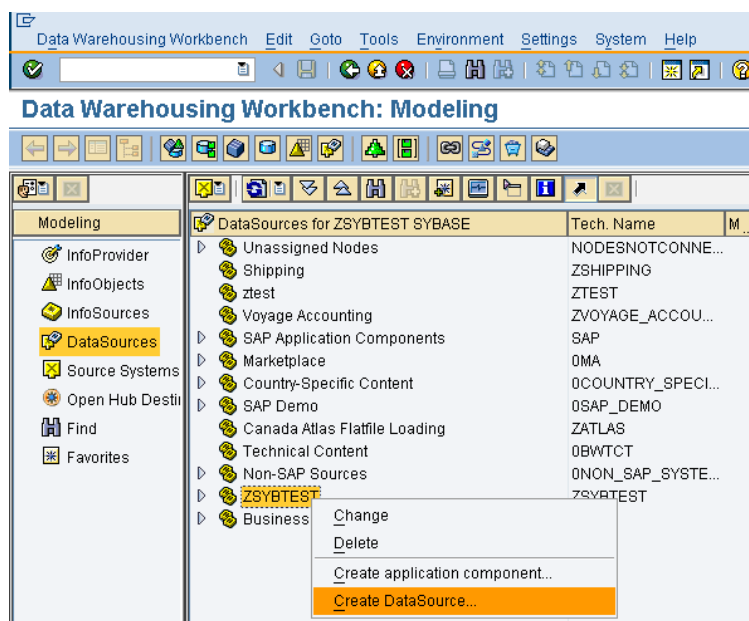 Data Warehousing Workbench Edit Goto Tools Environment Settings System Help
Data Warehousing Workbench: Modeling
Modeling
InfoProvider
InfoObjects
InfoSources
DataSources
Source Systems
Open Hub Destin
Find
Favorites
DataSources for ZSYBTEST SYBASE Tech. Name M...
Unassigned Nodes NODESNOTCONNE...
Shipping ZSHIPPING
ztest ZTEST
Voyage Accounting ZVOYAGE_ACCOU...
SAP Application Components SAP
Marketplace 0MA
Country-Specific Content 0COUNTRY_SPECI...
SAP Demo 0SAP_DEMO
Canada Atlas Flatfile Loading ZATLAS
Technical Content 0BWTCT
Non-SAP Sources 0NON_SAP_SYSTE...
ZSYBTEST ZSYBTEST
Business
Change
Delete
Create application component...
Create DataSource...